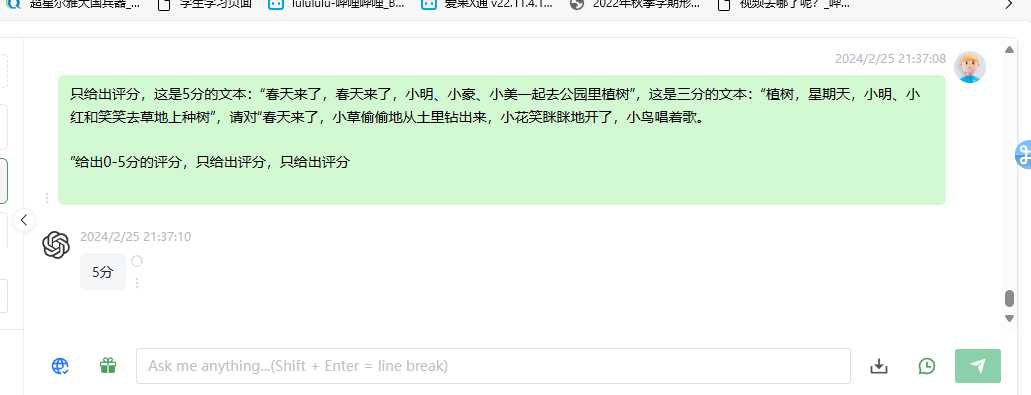 超星尔雅大国兵器_... 学生学习页面 lulululu-哔哩哔哩_B... 爱果X通 v22.11.4.1... 2022年秋季学期形... 视频去哪了呢？_哔...
2024/2/25 21:37:08
只给出评分，这是5分的文本：“春天来了，春天来了，小明、小豪、小美一起去公园里植树”，这是三分的文本：“植树，星期天，小明、小
红和笑笑去草地上种树”，请对“春天来了，小草偷偷地从土里钻出来，小花笑眯眯地开了，小鸟唱着歌。
”给出0-5分的评分，只给出评分，只给出评分
2024/2/25 21:37:10
5分
Ask me anything...(Shift + Enter = line break)